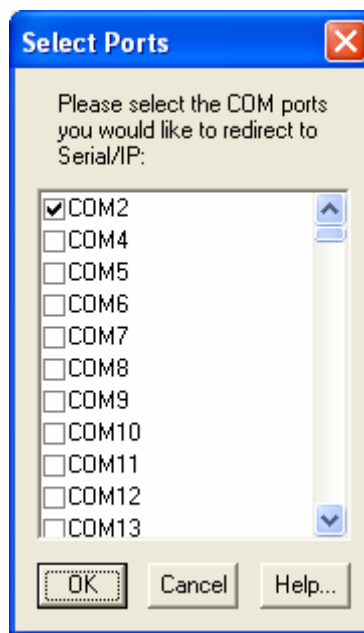 Select Ports
Please select the COM ports
you would like to redirect to
Serial/IP:
COM2
COM4
COM5
COM6
COM7
COM8
COM9
COM10
COM11
COM12
COM13
OK Cancel Help...